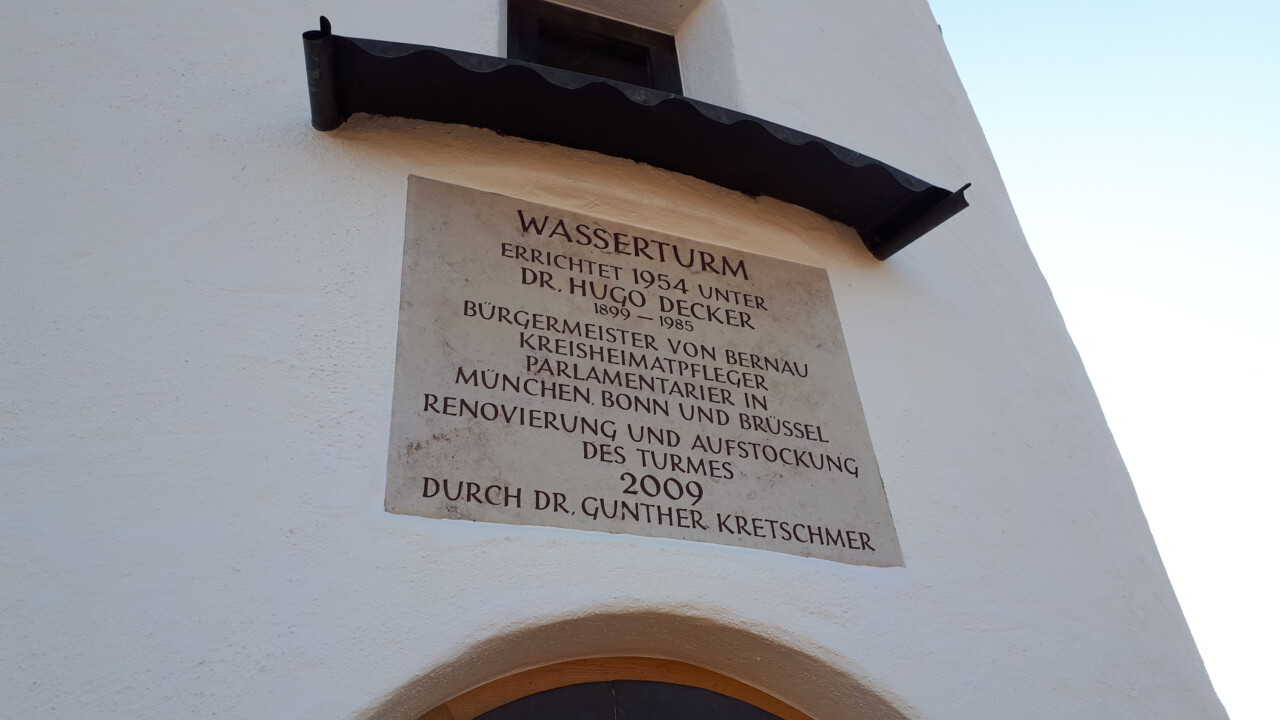 WASSERTURM
ERRICHTET 1954 UNTER
DR. HUGO DECKER
1899 – 1985
BÜRGERMEISTER VON BERNAU
KREISHEIMATPFLEGER
PARLAMENTARIER IN
MÜNCHEN, BONN UND BRÜSSEL
RENOVIERUNG UND AUFSTOCKUNG
DES TURMES
2009
DURCH DR. GUNTHER KRETSCHMER